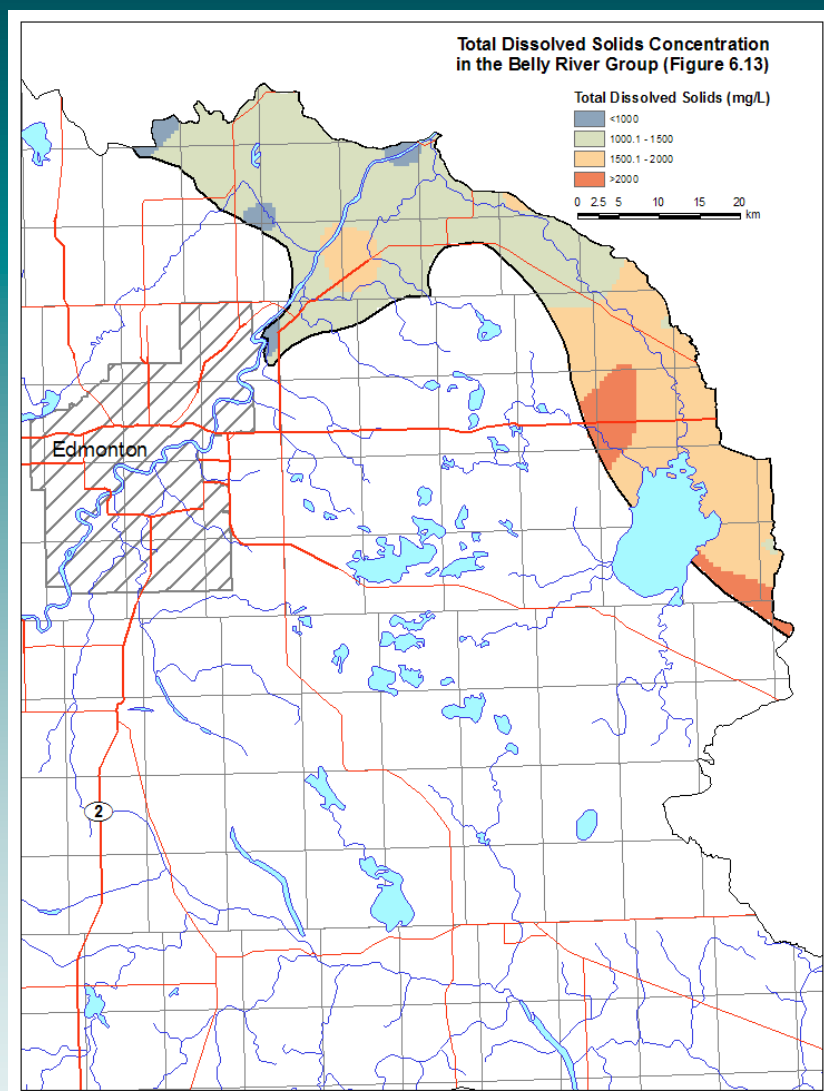 Total Dissolved Solids Concentration
in the Belly River Group (Figure 6.13)
Total Dissolved Solids (mg/L)
<1000
1000.1 - 1500
1500.1 - 2000
>2000
0 2.5 5 10 15 20
km
Edmonton
2